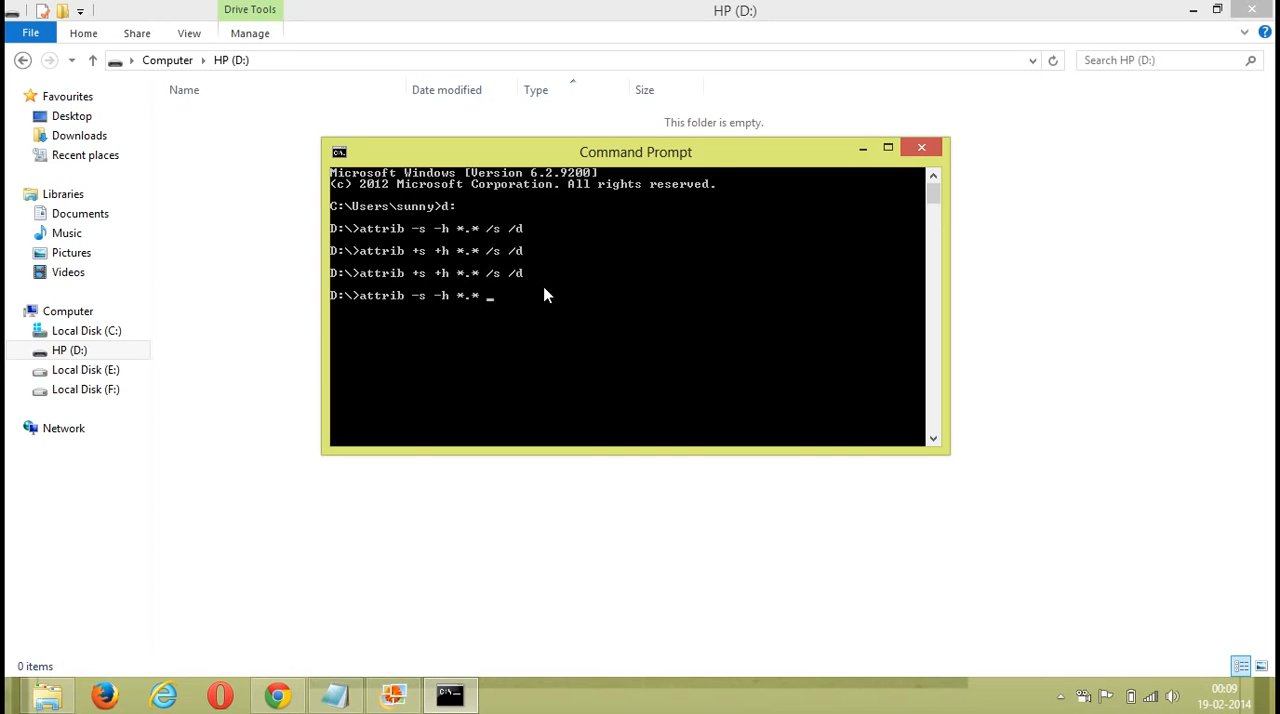 Drive Tools
HP (D:)
File Home Share View Manage
Computer HP (D:)
Search HP (D:)
Name Date modified Type Size
This folder is empty.
Favourites
Desktop
Downloads
Recent places
Libraries
Documents
Music
Pictures
Videos
Computer
Local Disk (C:)
HP (D:)
Local Disk (E:)
Local Disk (F:)
Network
Command Prompt
Microsoft Windows [Version 6.2.9200]
(c) 2012 Microsoft Corporation. All rights reserved.
C:\Users\sunny>d:
D:\>attrib -s -h *.* /s /d
D:\>attrib +s +h *.* /s /d
D:\>attrib +s +h *.* /s /d
D:\>attrib -s -h *.* _
0 items
00:09
19-02-2014